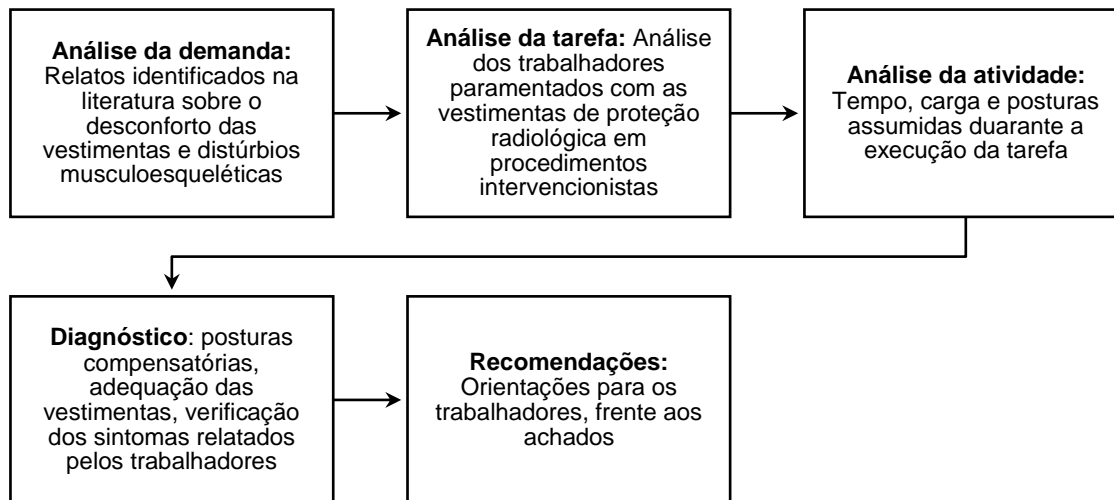 Análise da demanda:
Relatos identificados na
literatura sobre o
desconforto das
vestimentas e distúrbios
musculoesqueléticas
Análise da tarefa: Análise
dos trabalhadores
paramentados com as
vestimentas de proteção
radiológica em
procedimentos
intervencionistas
Análise da atividade:
Tempo, carga e posturas
assumidas duarante a
execução da tarefa
Diagnóstico: posturas
compensatórias,
adequação das
vestimentas, verificação
dos sintomas relatados
pelos trabalhadores
Recomendações:
Orientações para os
trabalhadores, frente aos
achados